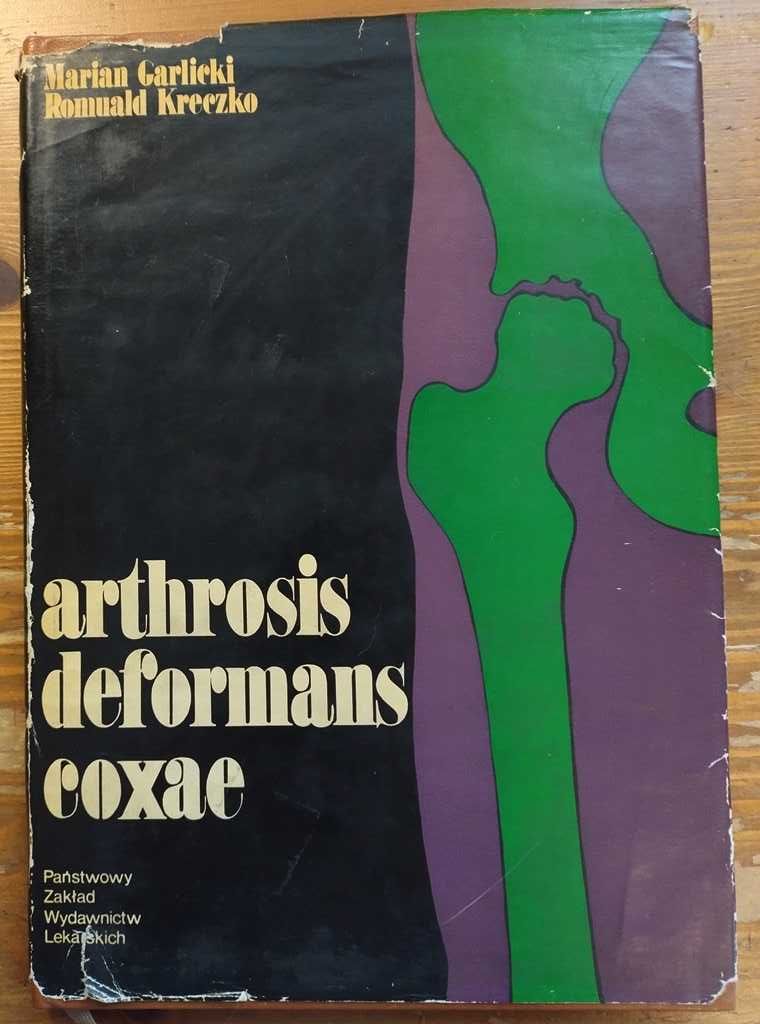 Marian Garlicki
Romuald Kreczko
arthrosis
deformans
coxae
Państwowy
Zakład
Wydawnictw
Lekarskich